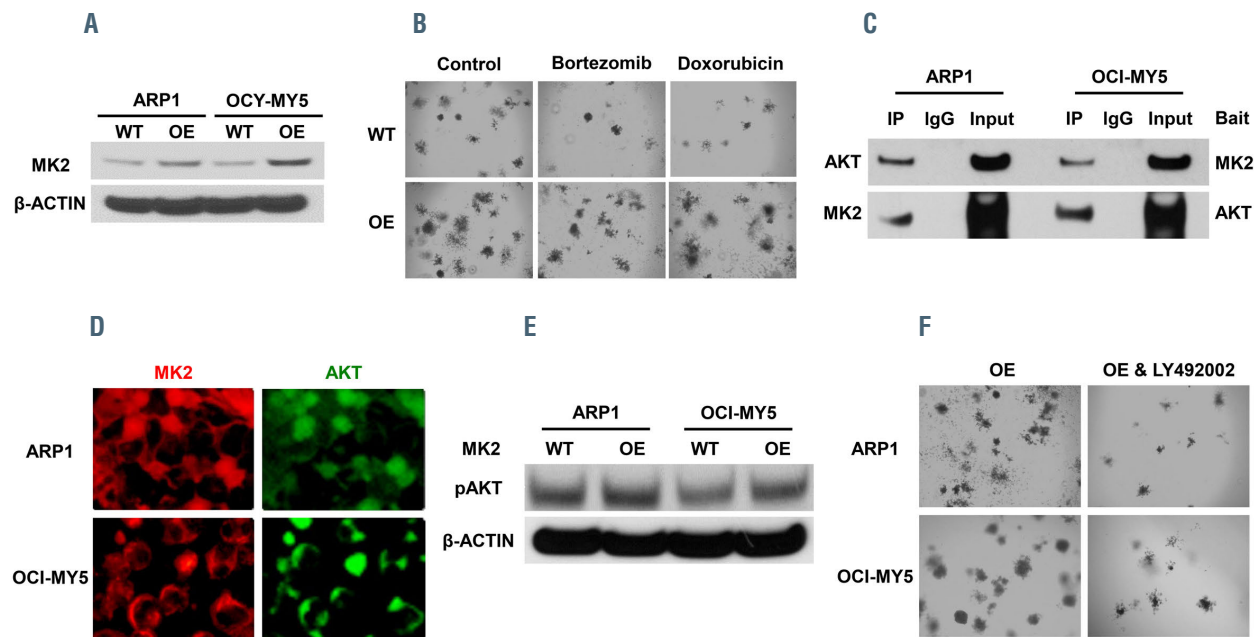 A
ARP1 OCY-MY5
WT OE WT OE
MK2
β-ACTIN
B
Control Bortezomib Doxorubicin
WT
OE
C
ARP1 OCI-MY5
IP IgG Input IP IgG Input Bait
AKT MK2
MK2 AKT
D
MK2 AKT
ARP1
OCI-MY5
E
ARP1 OCI-MY5
MK2 WT OE WT OE
pAKT
β-ACTIN
F
OE OE & LY492002
ARP1
OCI-MY5